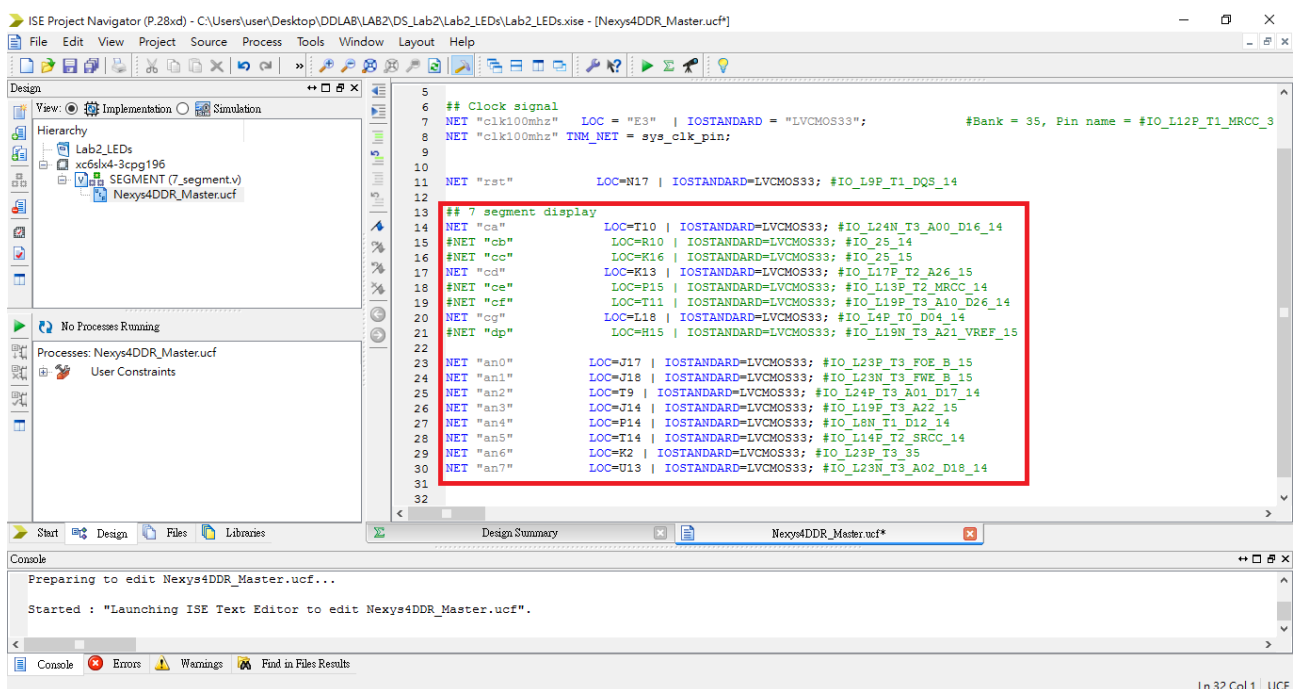 ISE Project Navigator (P.28xd) - C:\Users\user\Desktop\DDLAB\LAB2\DS_Lab2\Lab2_LEDs\Lab2_LEDs.xise - [Nexys4DDR_Master.ucf*]
File Edit View Project Source Process Tools Window Layout Help
Design
View: Implementation Simulation
Hierarchy
Lab2_LEDs
xc6slx4-3cpg196
SEGMENT (7_segment.v)
Nexys4DDR_Master.ucf
No Processes Running
Processes: Nexys4DDR_Master.ucf
User Constraints
Start Design Files Libraries
5
6 ## Clock signal
7 NET "clk100mhz" LOC = "E3" | IOSTANDARD = "LVCMOS33"; #Bank = 35, Pin name = #IO_L12P_T1_MRCC_3
8 NET "clk100mhz" TNM_NET = sys_clk_pin;
9
10
11 NET "rst" LOC=N17 | IOSTANDARD=LVCMOS33; #IO_L9P_T1_DQS_14
12
13 ## 7 segment display
14 NET "ca" LOC=T10 | IOSTANDARD=LVCMOS33; #IO_L24N_T3_A00_D16_14
15 #NET "cb" LOC=R10 | IOSTANDARD=LVCMOS33; #IO_25_14
16 #NET "cc" LOC=K16 | IOSTANDARD=LVCMOS33; #IO_25_15
17 NET "cd" LOC=K13 | IOSTANDARD=LVCMOS33; #IO_L17P_T2_A26_15
18 #NET "ce" LOC=P15 | IOSTANDARD=LVCMOS33; #IO_L13P_T2_MRCC_14
19 #NET "cf" LOC=T11 | IOSTANDARD=LVCMOS33; #IO_L19P_T3_A10_D26_14
20 NET "cg" LOC=L18 | IOSTANDARD=LVCMOS33; #IO_L4P_T0_D04_14
21 #NET "dp" LOC=H15 | IOSTANDARD=LVCMOS33; #IO_L19N_T3_A21_VREF_15
22
23 NET "an0" LOC=J17 | IOSTANDARD=LVCMOS33; #IO_L23P_T3_FOE_B_15
24 NET "an1" LOC=J18 | IOSTANDARD=LVCMOS33; #IO_L23N_T3_FWE_B_15
25 NET "an2" LOC=T9 | IOSTANDARD=LVCMOS33; #IO_L24P_T3_A01_D17_14
26 NET "an3" LOC=J14 | IOSTANDARD=LVCMOS33; #IO_L19P_T3_A22_15
27 NET "an4" LOC=P14 | IOSTANDARD=LVCMOS33; #IO_L8N_T1_D12_14
28 NET "an5" LOC=T14 | IOSTANDARD=LVCMOS33; #IO_L14P_T2_SRCC_14
29 NET "an6" LOC=K2 | IOSTANDARD=LVCMOS33; #IO_L23P_T3_35
30 NET "an7" LOC=U13 | IOSTANDARD=LVCMOS33; #IO_L23N_T3_A02_D18_14
31
32
Design Summary Nexys4DDR_Master.ucf*
Console
Preparing to edit Nexys4DDR_Master.ucf...
Started : "Launching ISE Text Editor to edit Nexys4DDR_Master.ucf".
Console Errors Warnings Find in Files Results
Ln 32 Col 1 UCF